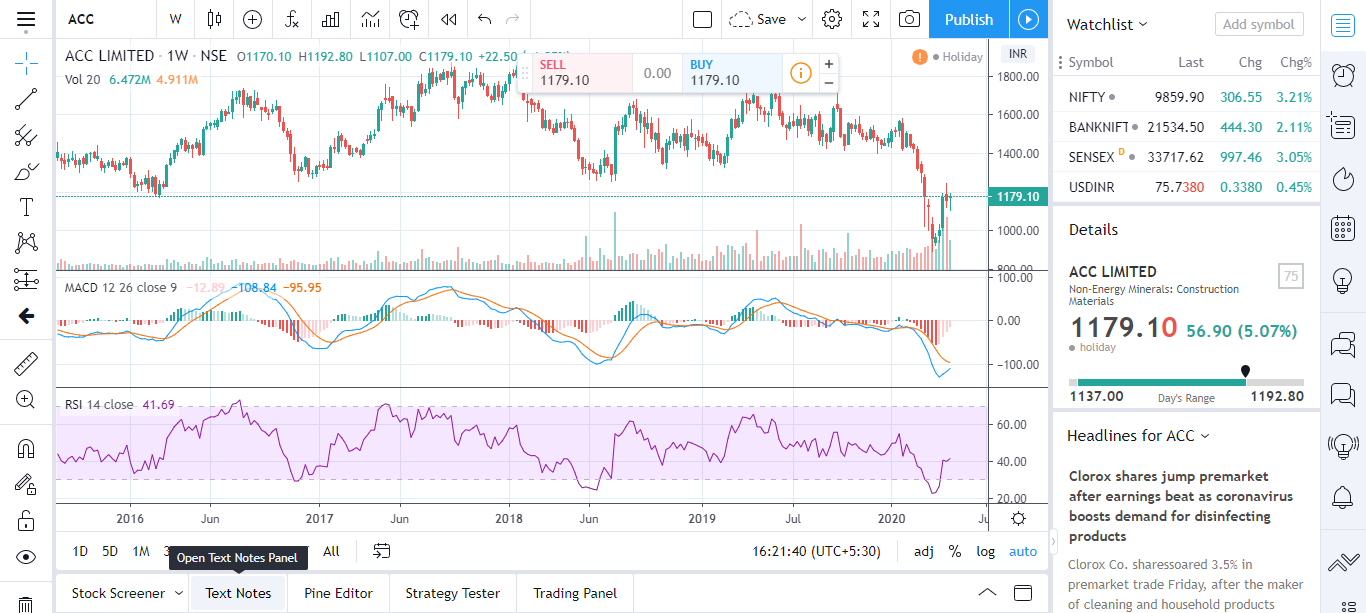 ACC W ƒx Save Publish
ACC LIMITED · 1W · NSE O1170.10 H1192.80 L1107.00 C1179.10 +22.50
Vol 20 6.472M 4.911M
SELL
1179.10
0.00
BUY
1179.10
+
−
! Holiday
INR
1800.00
1600.00
1400.00
1179.10
1000.00
800.00
MACD 12 26 close 9 −12.89 −108.84 −95.95
100.00
0.00
−100.00
RSI 14 close 41.69
60.00
40.00
20.00
2016 Jun 2017 Jun 2018 Jun 2019 Jul 2020
1D 5D 1M All 16:21:40 (UTC+5:30) adj % log auto
Open Text Notes Panel
Stock Screener Text Notes Pine Editor Strategy Tester Trading Panel
Watchlist Add symbol
Symbol Last Chg Chg%
NIFTY 9859.90 306.55 3.21%
BANKNIFT 21534.50 444.30 2.11%
SENSEX D 33717.62 997.46 3.05%
USDINR 75.7380 0.3380 0.45%
Details
ACC LIMITED 75
Non-Energy Minerals: Construction
Materials
1179.10 56.90 (5.07%)
holiday
1137.00 Day's Range 1192.80
Headlines for ACC
Clorox shares jump premarket
after earnings beat as coronavirus
boosts demand for disinfecting
products
Clorox Co. sharessoared 3.5% in
premarket trade Friday, after the maker
of cleaning and household products